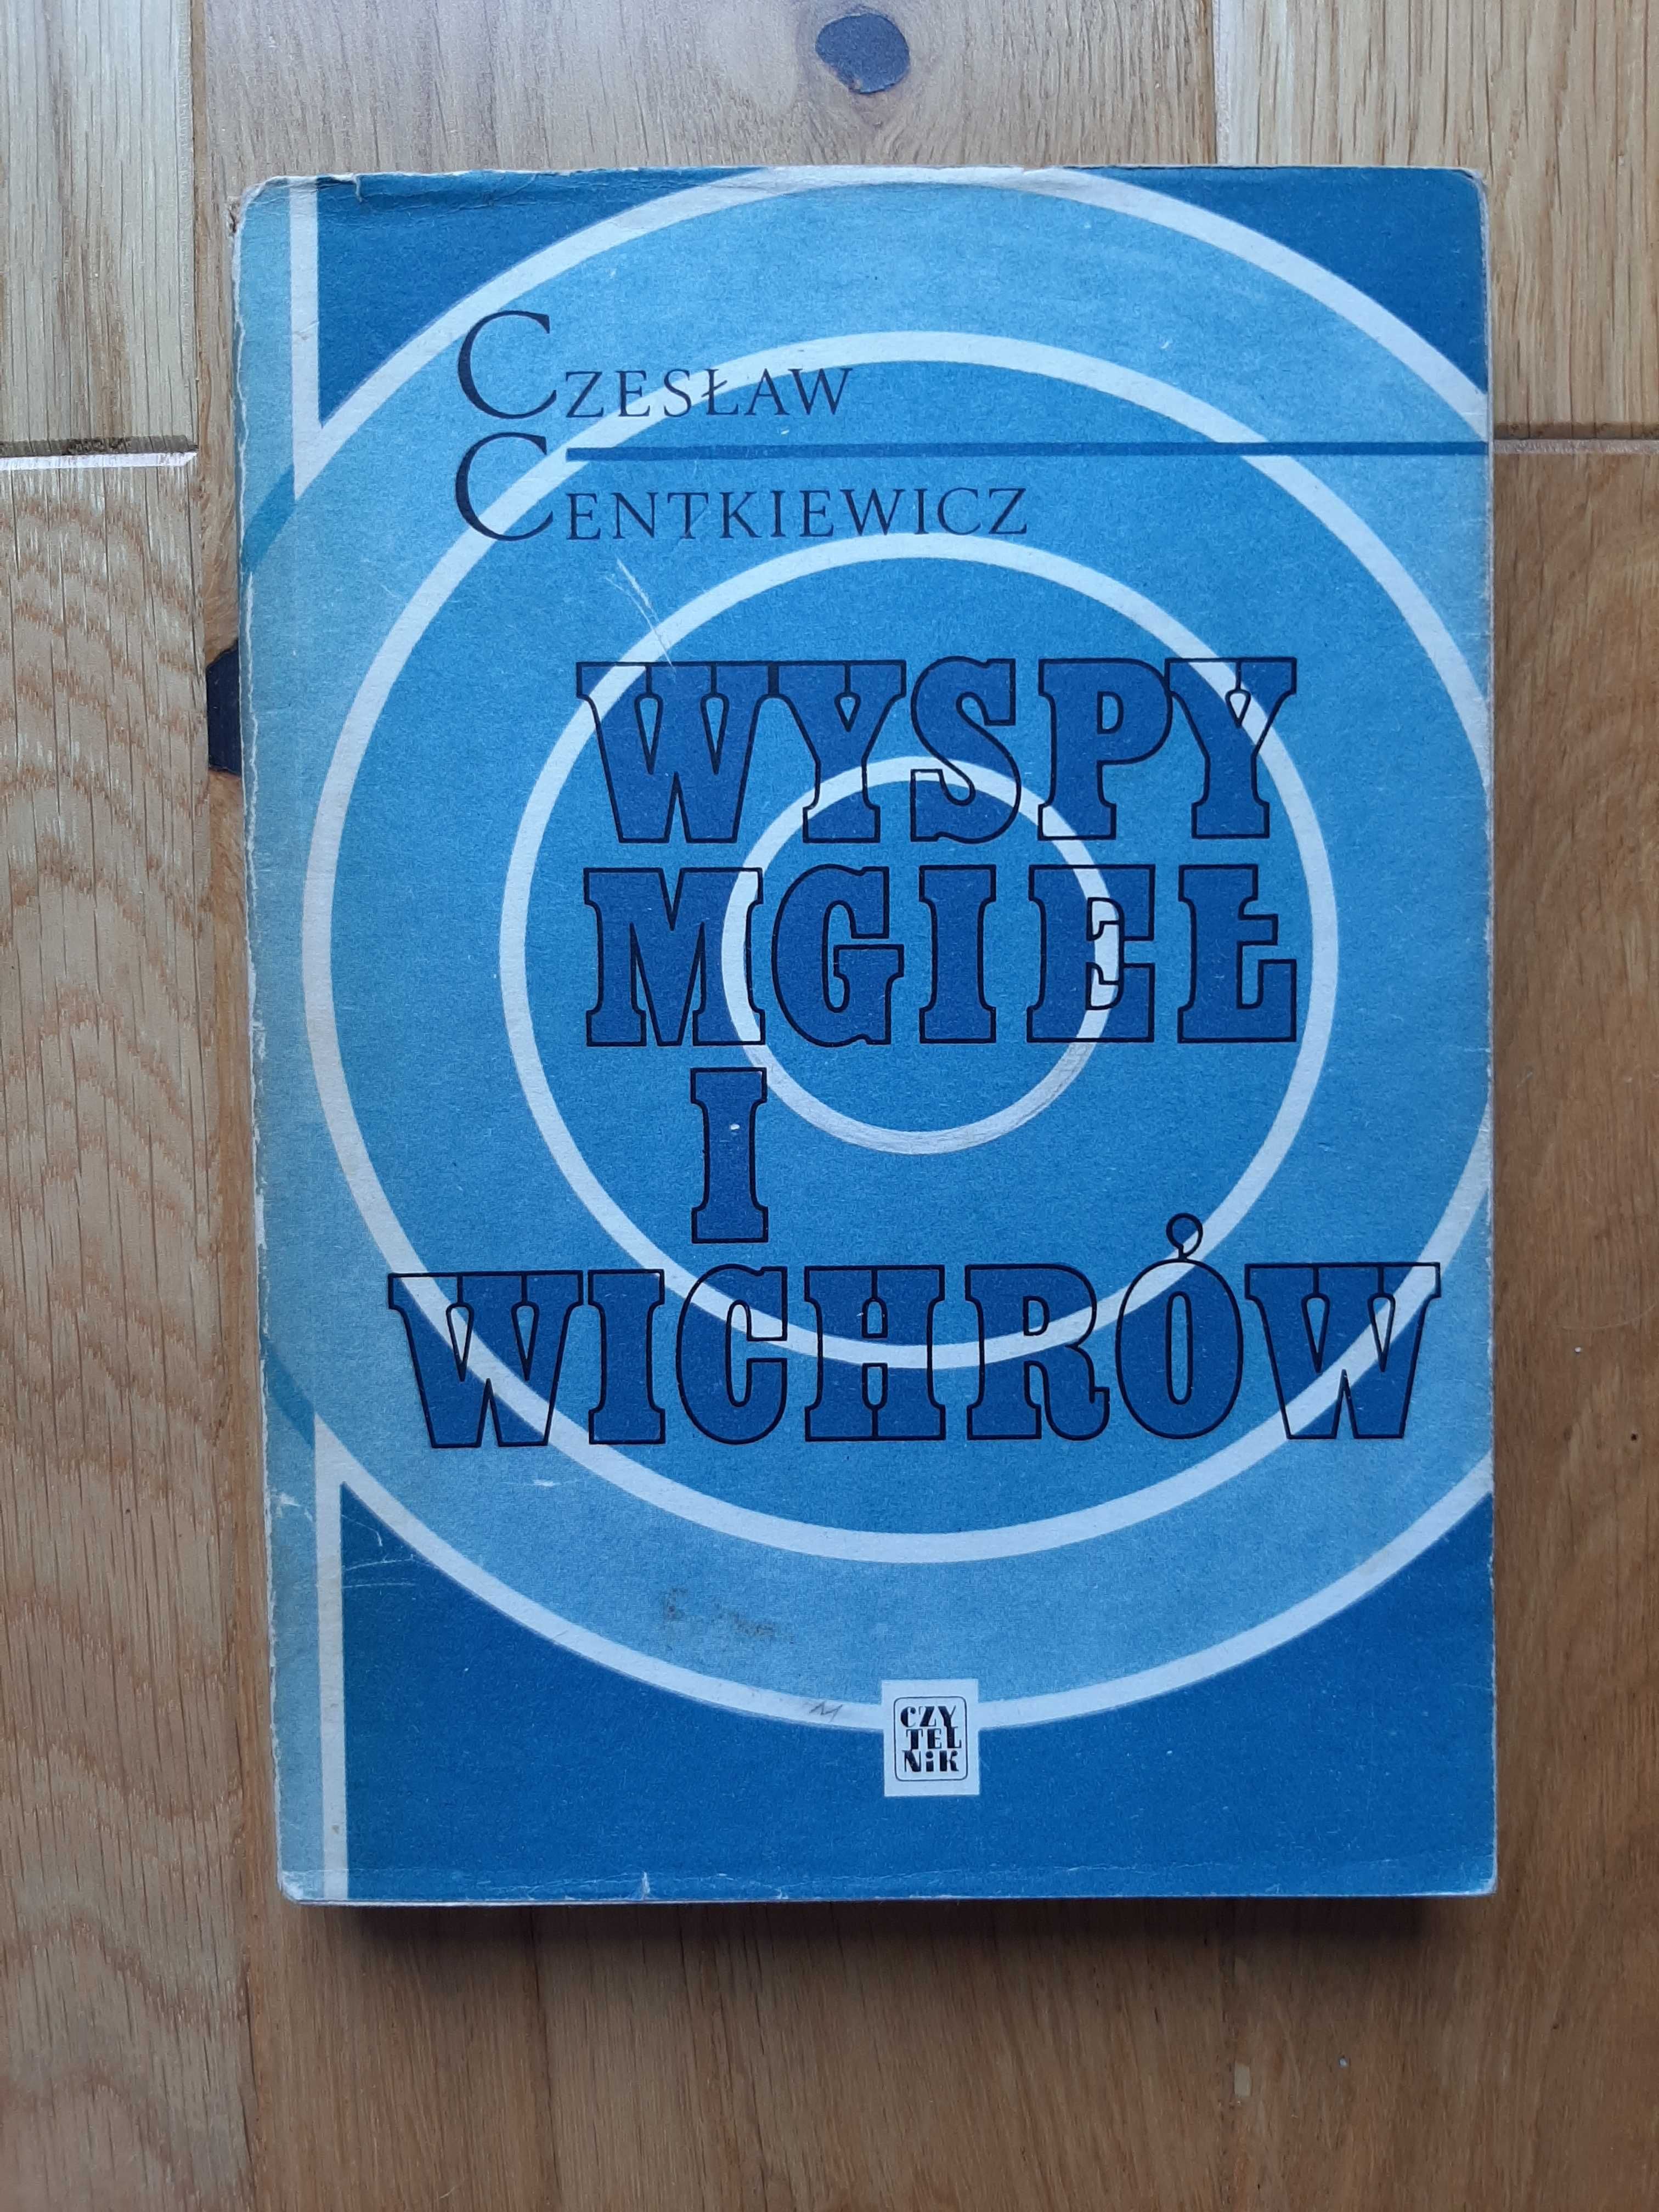 CZESŁAW
CENTKIEWICZ
WYSPY
MGIEŁ
I
WICHRÓW
CZY
TEL
NiK